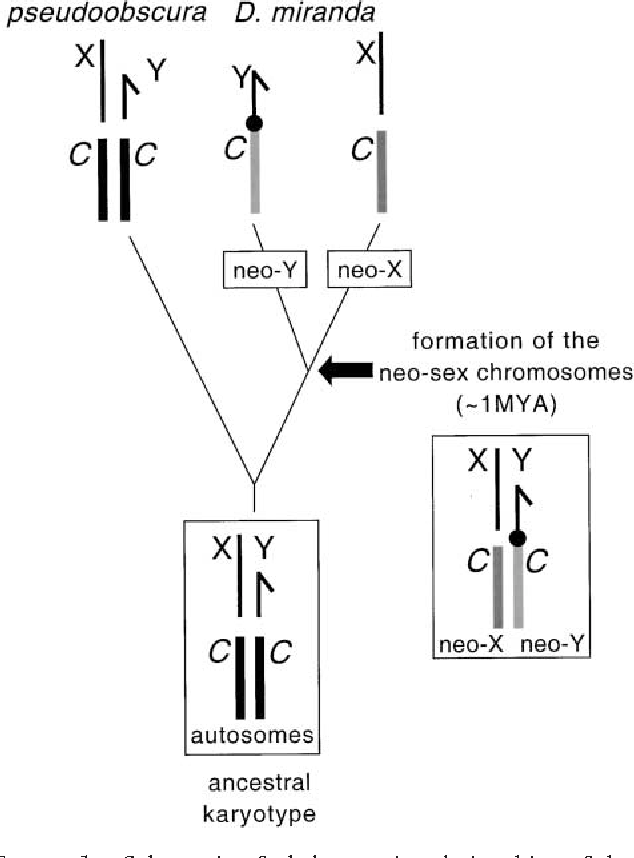 pseudoobscura D. miranda
X Y Y X
C C C C
neo-Y neo-X
formation of the
neo-sex chromosomes
(~1MYA)
X Y
C C
neo-X neo-Y
X Y
C C
autosomes
ancestral
karyotype